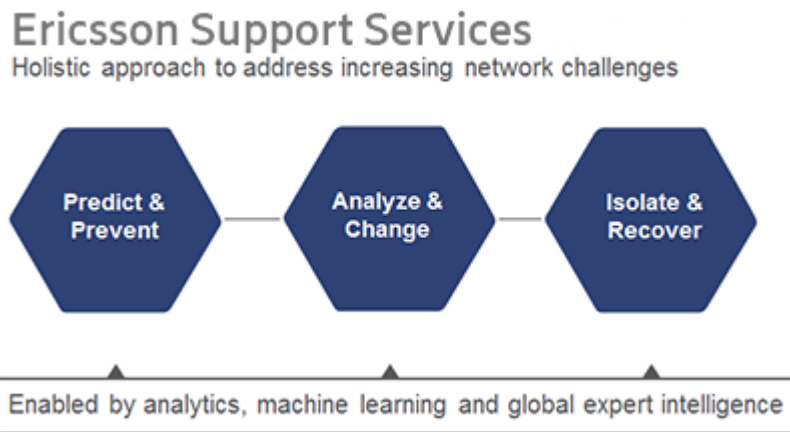 Ericsson Support Services
Holistic approach to address increasing network challenges
Predict &
Prevent
Analyze &
Change
Isolate &
Recover
Enabled by analytics, machine learning and global expert intelligence